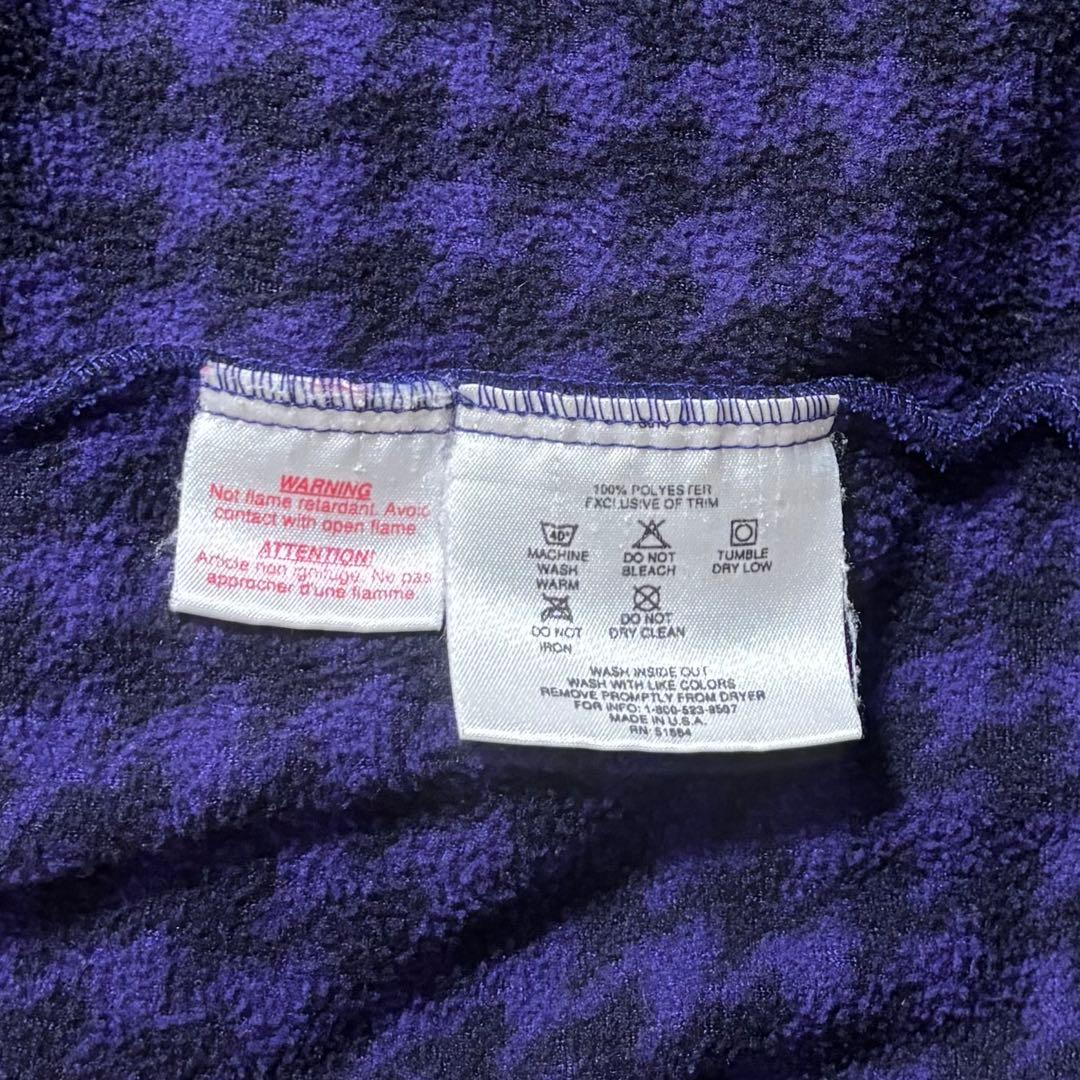 WARNING
Not flame retardant. Avoid
contact with open flame
ATTENTION!
Article non ignifuge. Ne pas
approcher d'une flamme.
100% POLYESTER
EXCLUSIVE OF TRIM
40°
MACHINE
WASH
WARM
DO NOT
BLEACH
TUMBLE
DRY LOW
DO NOT
IRON
DO NOT
DRY CLEAN
WASH INSIDE OUT
WASH WITH LIKE COLORS
REMOVE PROMPTLY FROM DRYER
FOR INFO: 1-800-523-9507
MADE IN U.S.A.
RN: 51884